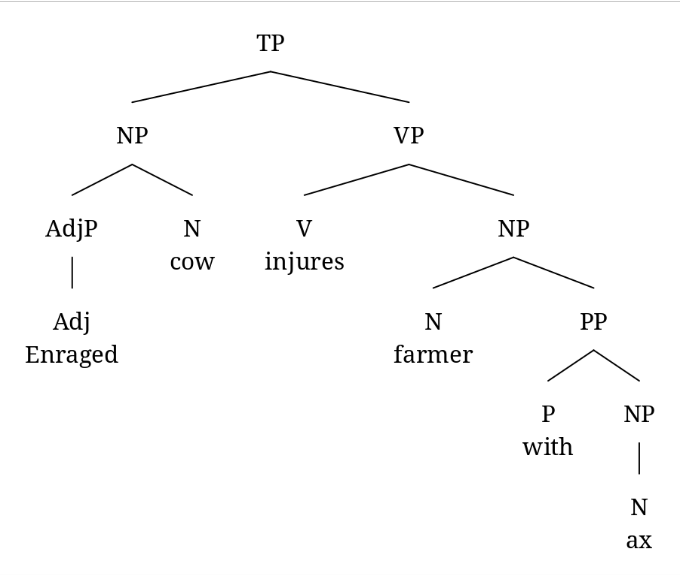 TP
NP VP
AdjP N V NP
cow injures
Adj N PP
Enraged farmer
P NP
with
N
ax